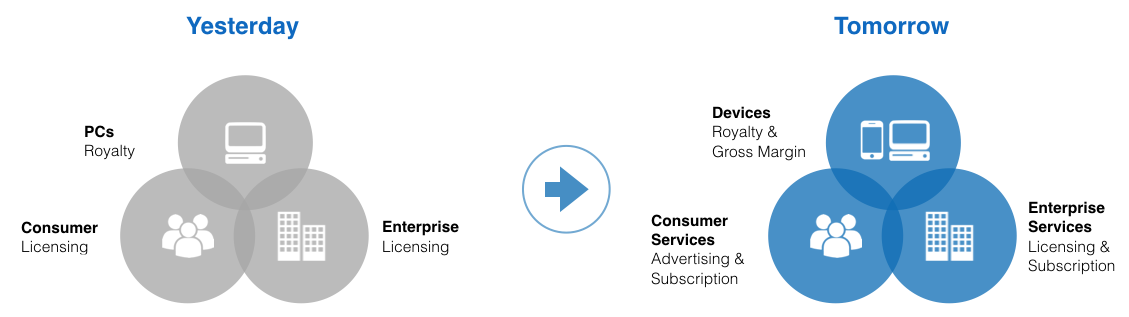 Yesterday
PCs
Royalty
Consumer
Licensing
Enterprise
Licensing
Tomorrow
Devices
Royalty &
Gross Margin
Consumer
Services
Advertising &
Subscription
Enterprise
Services
Licensing &
Subscription